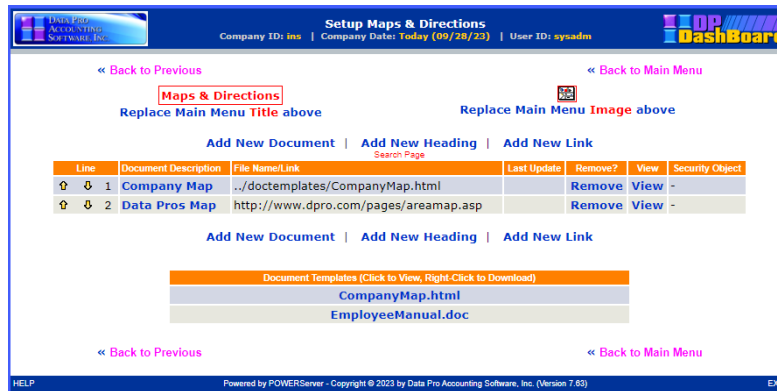 DATA PRO
ACCOUNTING
SOFTWARE, INC.
Setup Maps & Directions
Company ID: ins | Company Date: Today (09/28/23) | User ID: sysadm
DP
DashBoard
« Back to Previous
« Back to Main Menu
Maps & Directions
Replace Main Menu Title above
Replace Main Menu Image above
Add New Document | Add New Heading | Add New Link
Search Page
Line Document Description File Name/Link Last Update Remove? View Security Object
1 Company Map ../doctemplates/CompanyMap.html Remove View -
2 Data Pros Map http://www.dpro.com/pages/areamap.asp Remove View -
Add New Document | Add New Heading | Add New Link
Document Templates (Click to View, Right-Click to Download)
CompanyMap.html
EmployeeManual.doc
« Back to Previous
« Back to Main Menu
HELP Powered by POWERServer - Copyright © 2023 by Data Pro Accounting Software, Inc. (Version 7.63) EX